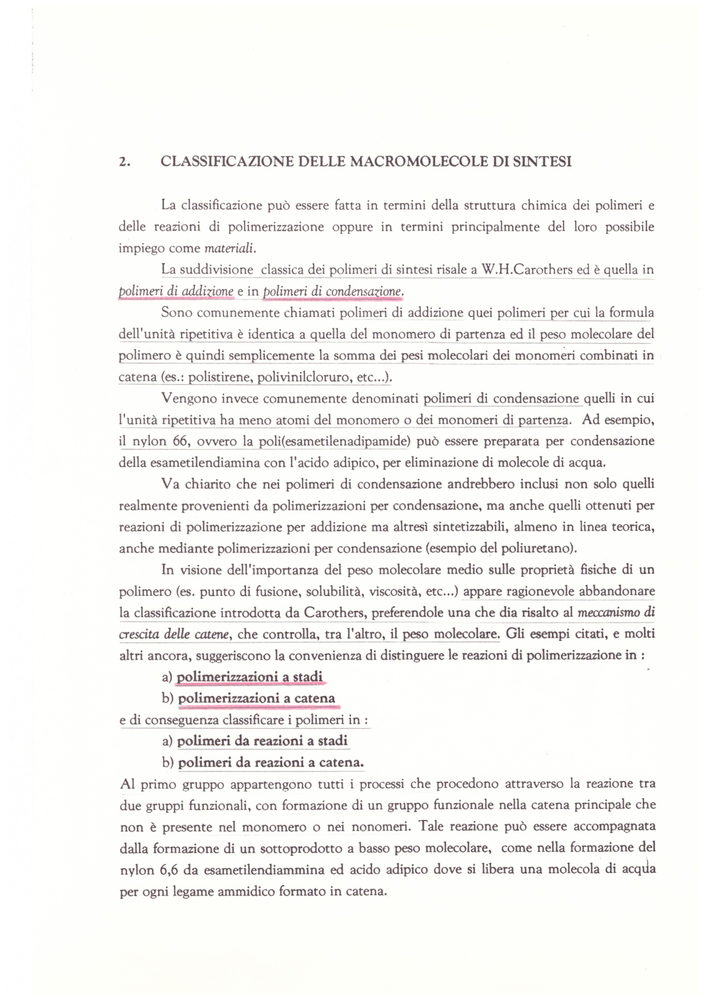 2. CLASSIFICAZIONE DELLE MACROMOLECOLE DI SINTESI
La classificazione può essere fatta in termini della struttura chimica dei polimeri e
delle reazioni di polimerizzazione oppure in termini principalmente del loro possibile
impiego come materiali.
La suddivisione classica dei polimeri di sintesi risale a W.H.Carothers ed è quella in
polimeri di addizione e in polimeri di condensazione.
Sono comunemente chiamati polimeri di addizione quei polimeri per cui la formula
dell'unità ripetitiva è identica a quella del monomero di partenza ed il peso molecolare del
polimero è quindi semplicemente la somma dei pesi molecolari dei monomeri combinati in
catena (es.: polistirene, polivinilcloruro, etc...).
Vengono invece comunemente denominati polimeri di condensazione quelli in cui
l'unità ripetitiva ha meno atomi del monomero o dei monomeri di partenza. Ad esempio,
il nylon 66, ovvero la poli(esametilenadipamide) può essere preparata per condensazione
della esametilendiamina con l'acido adipico, per eliminazione di molecole di acqua.
Va chiarito che nei polimeri di condensazione andrebbero inclusi non solo quelli
realmente provenienti da polimerizzazioni per condensazione, ma anche quelli ottenuti per
reazioni di polimerizzazione per addizione ma altresì sintetizzabili, almeno in linea teorica,
anche mediante polimerizzazioni per condensazione (esempio del poliuretano).
In visione dell'importanza del peso molecolare medio sulle proprietà fisiche di un
polimero (es. punto di fusione, solubilità, viscosità, etc...) appare ragionevole abbandonare
la classificazione introdotta da Carothers, preferendole una che dia risalto al meccanismo di
crescita delle catene, che controlla, tra l'altro, il peso molecolare. Gli esempi citati, e molti
altri ancora, suggeriscono la convenienza di distinguere le reazioni di polimerizzazione in :
a) polimerizzazioni a stadi
b) polimerizzazioni a catena
e di conseguenza classificare i polimeri in :
a) polimeri da reazioni a stadi
b) polimeri da reazioni a catena.
Al primo gruppo appartengono tutti i processi che procedono attraverso la reazione tra
due gruppi funzionali, con formazione di un gruppo funzionale nella catena principale che
non è presente nel monomero o nei nonomeri. Tale reazione può essere accompagnata
dalla formazione di un sottoprodotto a basso peso molecolare, come nella formazione del
nylon 6,6 da esametilendiammina ed acido adipico dove si libera una molecola di acqua
per ogni legame ammidico formato in catena.